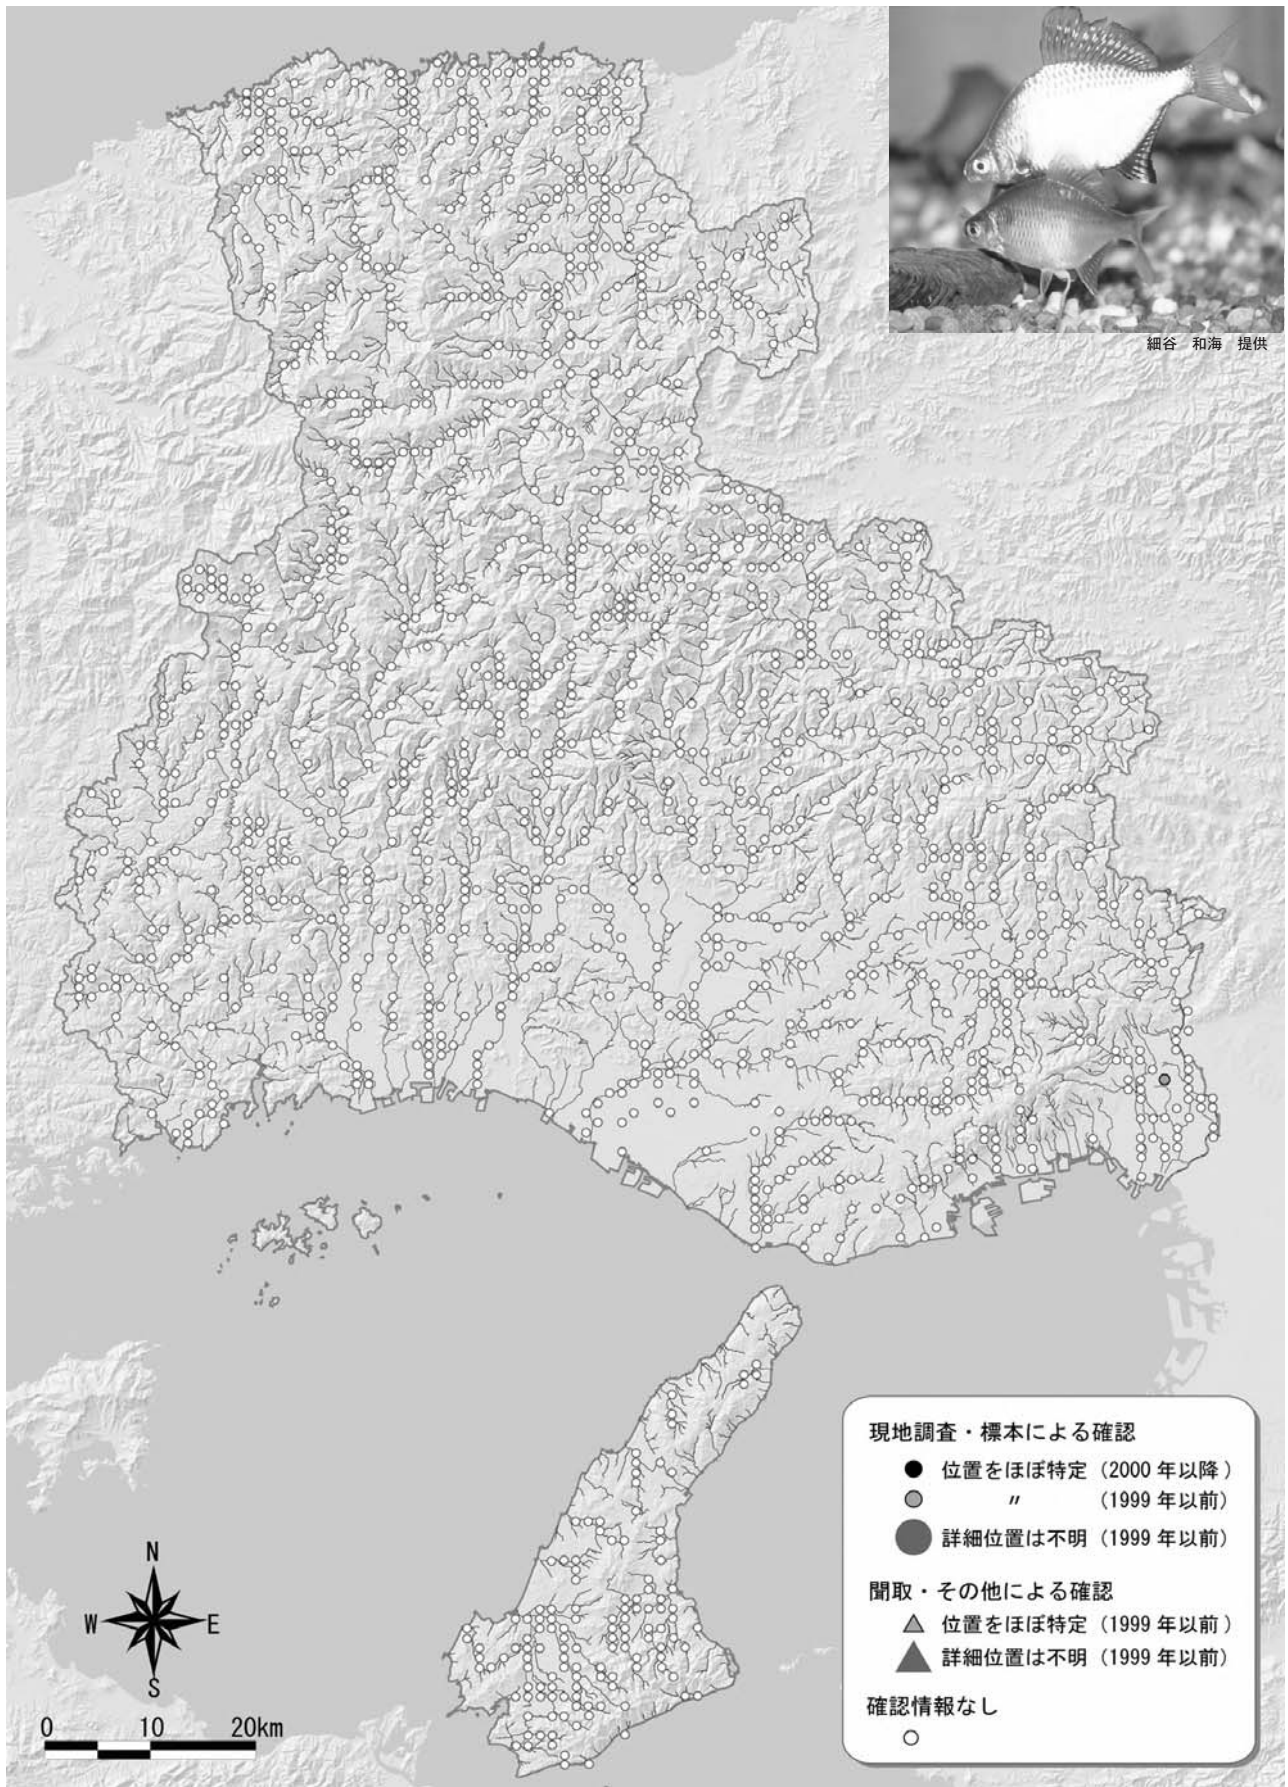 細谷 和海 提供
現地調査・標本による確認
位置をほぼ特定（2000 年以降）
〃 （1999 年以前）
詳細位置は不明（1999 年以前）
聞取・その他による確認
位置をほぼ特定（1999 年以前）
詳細位置は不明（1999 年以前）
確認情報なし
N
W E
S
0 10 20km